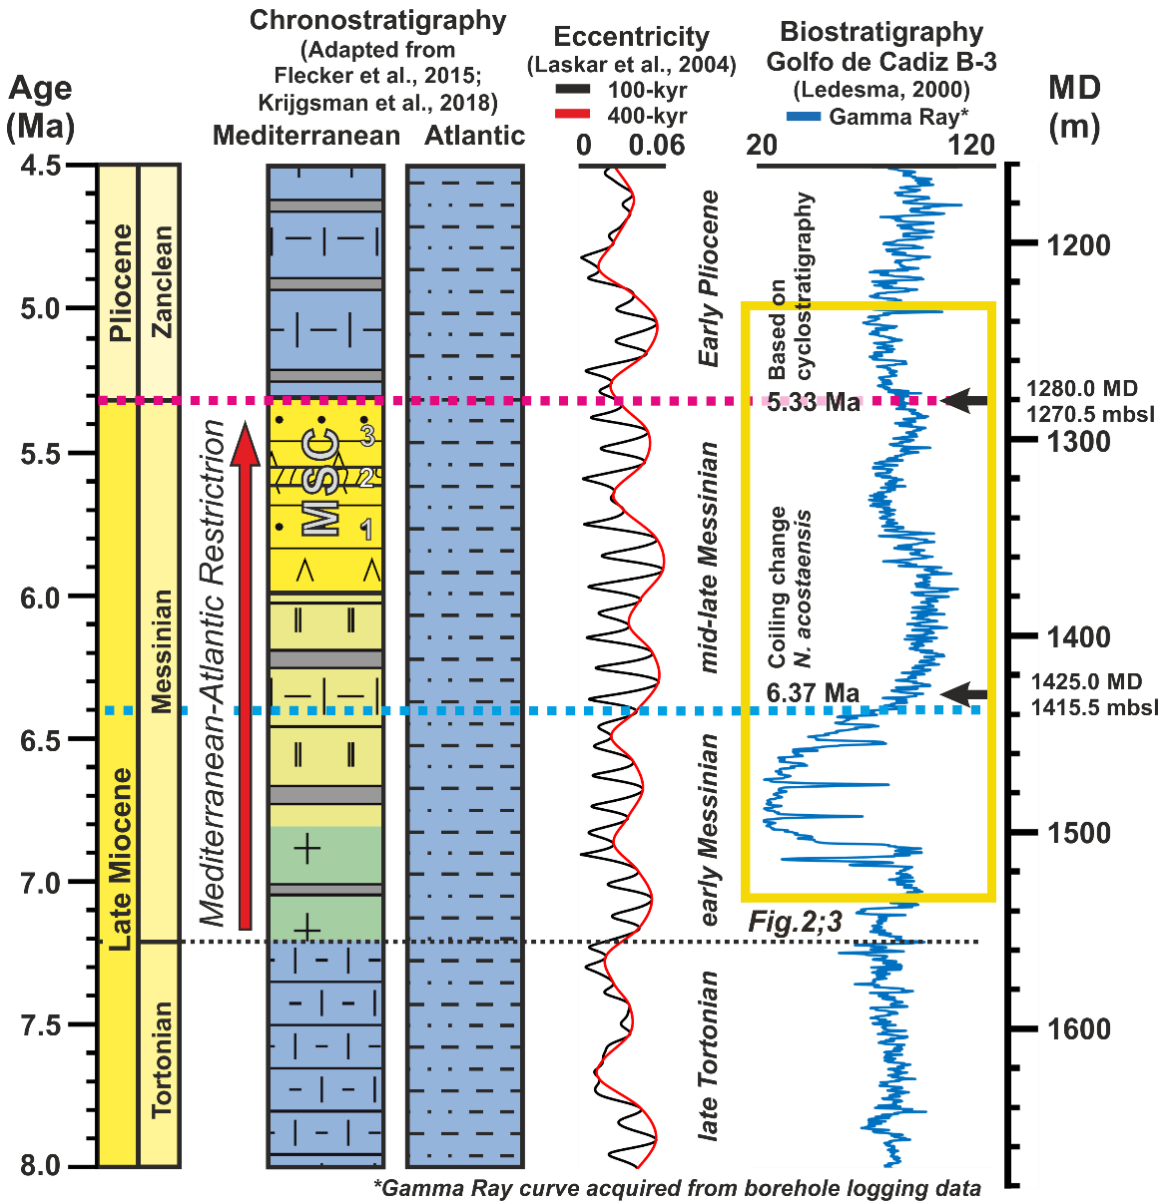 Chronostratigraphy
(Adapted from
Flecker et al., 2015;
Krijgsman et al., 2018)
Mediterranean Atlantic
Eccentricity
(Laskar et al., 2004)
100-kyr
400-kyr
0 0.06
Biostratigraphy
Golfo de Cadiz B-3
(Ledesma, 2000)
Gamma Ray*
20 120
Age
(Ma)
MD
(m)
4.5
5.0
5.5
6.0
6.5
7.0
7.5
8.0
Pliocene
Late Miocene
Zanclean
Messinian
Tortonian
Mediterranean-Atlantic Restriction
MSC
3
2
1
Early Pliocene
mid-late Messinian
early Messinian
late Tortonian
Based on
cyclostratigraphy
5.33 Ma
Coiling change
N. acostaensis
6.37 Ma
Fig.2;3
1200
1280.0 MD
1270.5 mbsl
1300
1400
1425.0 MD
1415.5 mbsl
1500
1600
*Gamma Ray curve acquired from borehole logging data